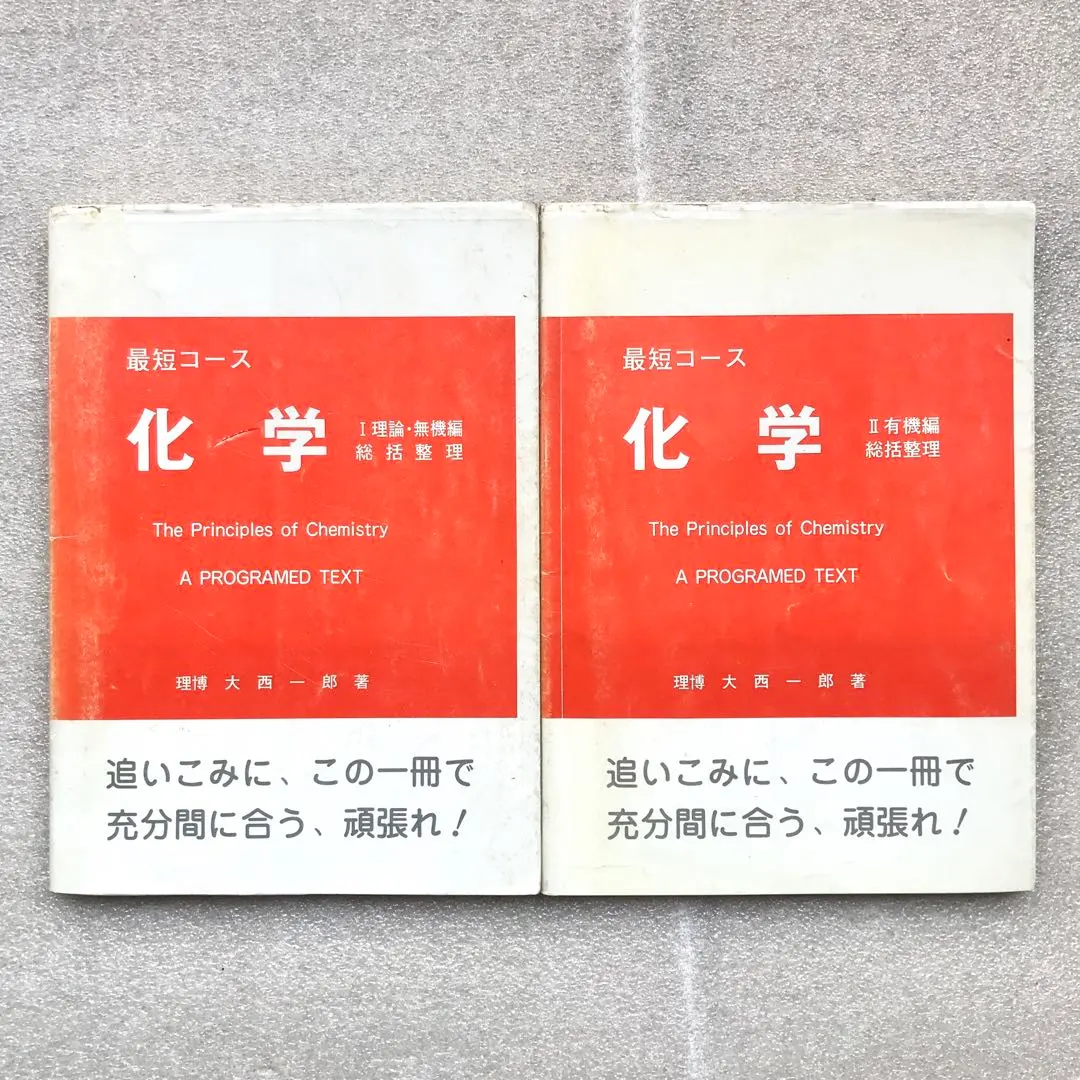 最短コース
化学
I 理論・無機編
総括整理
The Principles of Chemistry
A PROGRAMED TEXT
理博 大西一郎 著
追いこみに、この一冊で
充分間に合う、頑張れ!
最短コース
化学
II 有機編
総括整理
The Principles of Chemistry
A PROGRAMED TEXT
理博 大西一郎 著
追いこみに、この一冊で
充分間に合う、頑張れ!